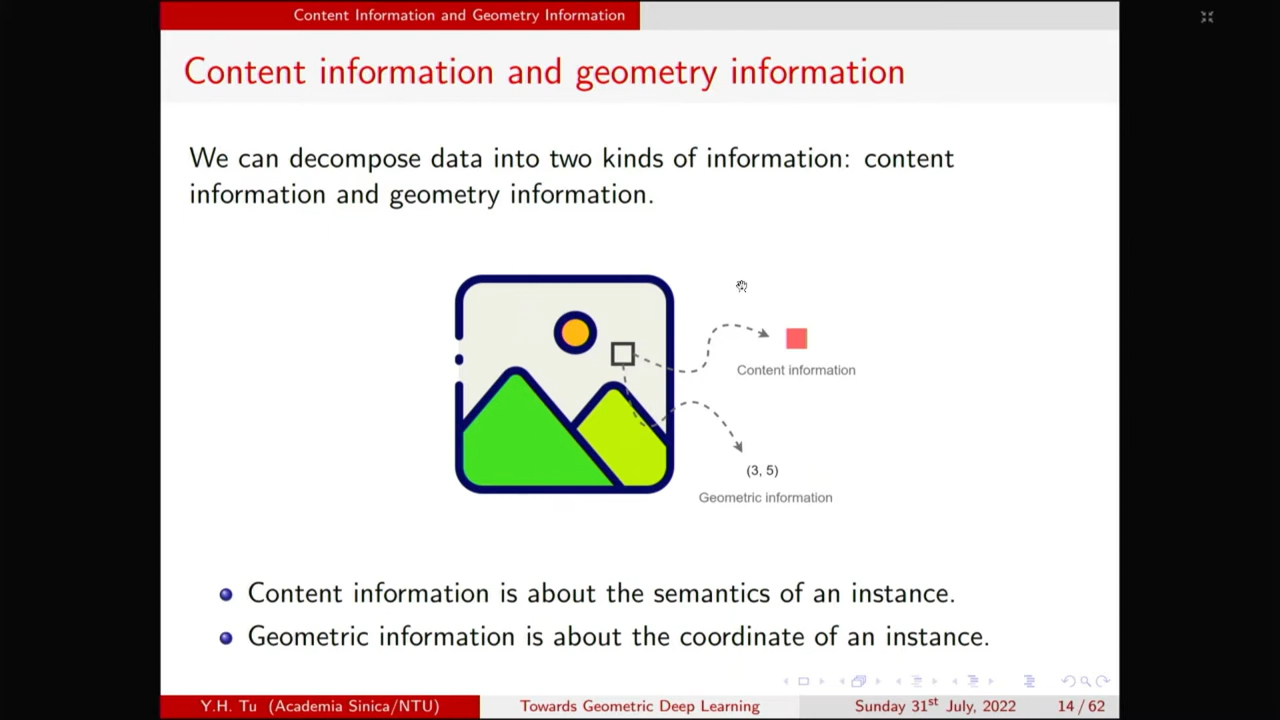 Content Information and Geometry Information
Content information and geometry information
We can decompose data into two kinds of information: content
information and geometry information.
Content information
(3, 5)
Geometric information
Content information is about the semantics of an instance.
Geometric information is about the coordinate of an instance.
Y.H. Tu (Academia Sinica/NTU)
Towards Geometric Deep Learning
Sunday 31st July, 2022
14 / 62